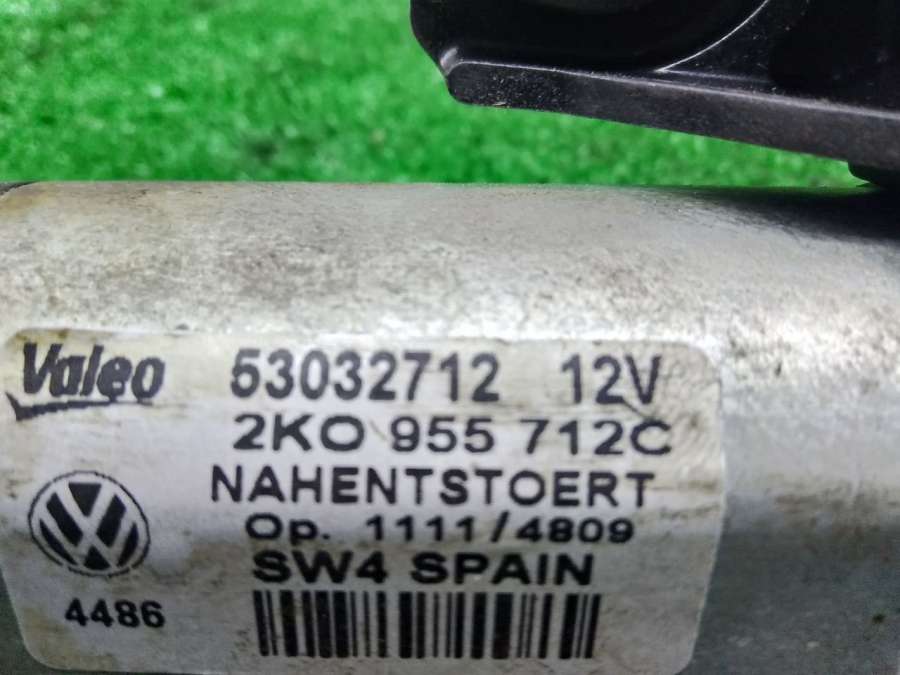 Valeo 53032712 12V
2KO 955 712C
NAHENTSTOERT
Op. 1111/4809
SW4 SPAIN
4486